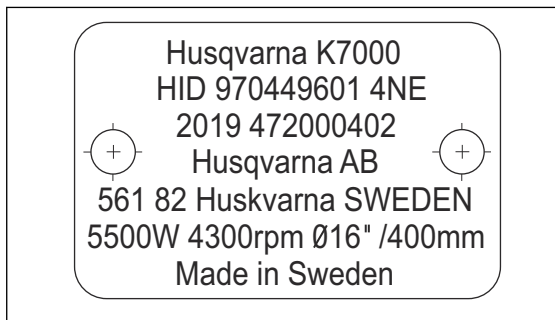 Husqvarna K7000
HID 970449601 4NE
2019 472000402
Husqvarna AB
561 82 Huskvarna SWEDEN
5500W 4300rpm Ø16" /400mm
Made in Sweden